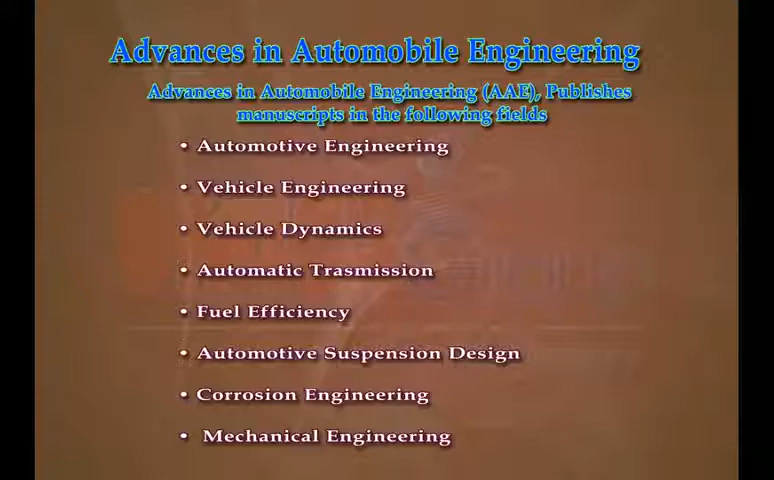 Advances in Automobile Engineering
Advances in Automobile Engineering (AAE), Publishes
manuscripts in the following fields
• Automotive Engineering
• Vehicle Engineering
• Vehicle Dynamics
• Automatic Trasmission
• Fuel Efficiency
• Automotive Suspension Design
• Corrosion Engineering
• Mechanical Engineering